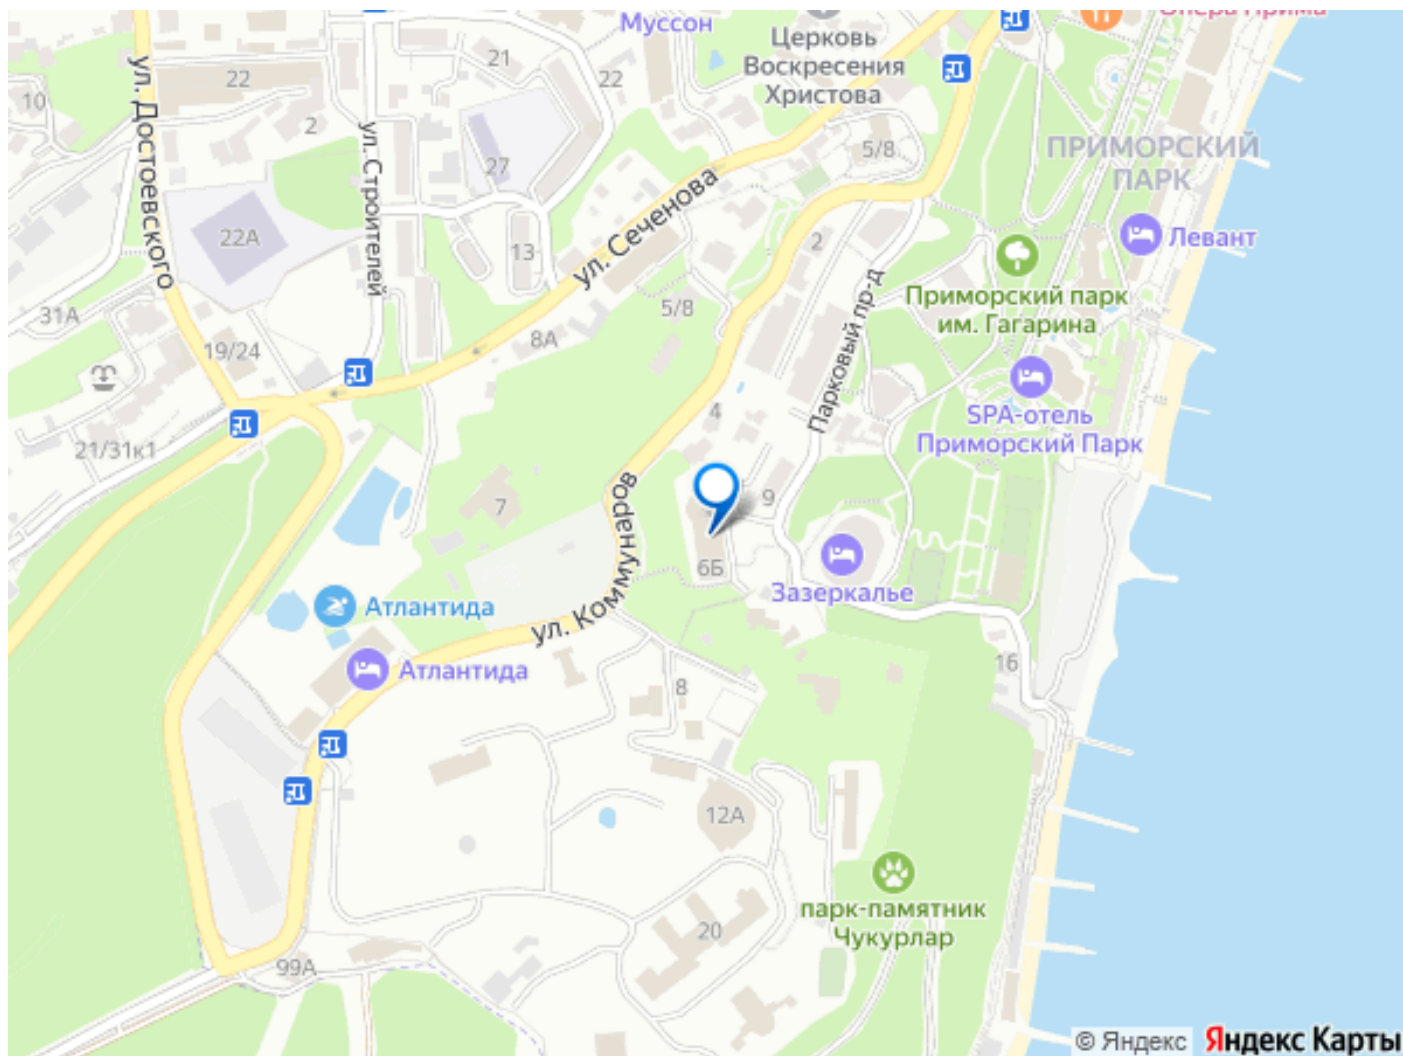 Муссон
Опера Прима
Церковь
Воскресения
Христова
21
22
22
10
ул. Достоевского
2
ул. Строителей
27
5/8
ПРИМОРСКИЙ
ПАРК
ул. Сеченова
22А
13
2
Левант
Приморский парк
им. Гагарина
31А
5/8
8А
19/24
Парковый пр-д
SPA-отель
Приморский Парк
4
21/31к1
7
9
ул. Коммунаров
6Б
Зазеркалье
Атлантида
Атлантида
16
8
12А
парк-памятник
Чукурлар
20
99А
© Яндекс Яндекс Карты